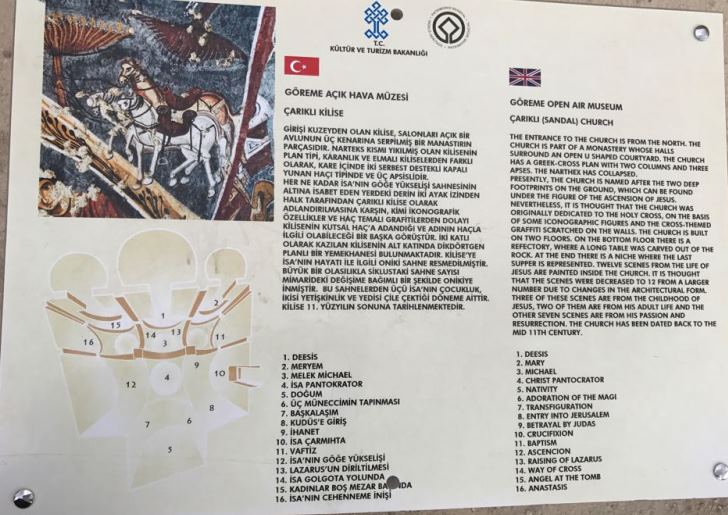 T.C.
KÜLTÜR VE TURİZM BAKANLIĞI
GÖREME AÇIK HAVA MÜZESİ
ÇARIKLI KİLİSE
GİRİŞİ KUZEYDEN OLAN KİLİSE, SALONLARI AÇIK BİR
AVLUNUN ÜÇ KENARINA SERPİLMİŞ BİR MANASTIRIN
PARÇASIDIR. NARTEKS KISMI YIKILMIŞ OLAN KİLİSENİN
PLAN TİPİ, KARANLIK VE ELMALI KİLİSELERDEN FARKLI
OLARAK, KARE İÇİNDE İKİ SERBEST DESTEKLİ KAPALI
YUNAN HAÇI TİPİNDE VE ÜÇ APSİSLİDİR.
HER NE KADAR İSA'NIN GÖĞE YÜKSELİŞİ SAHNESİNİN
ALTINA ISABET EDEN YERDEKİ DERİN İKİ AYAK İZİNDEN
HALK TARAFINDAN ÇARIKLI KİLİSE OLARAK
ADLANDIRILMASINA KARŞIN, KİMİ İKONOGRAFİK
ÖZELLİKLER VE HAÇ TEMALI GRAFİTİLERDEN DOLAYI
KİLİSENİN KUTSAL HAÇ'A ADANDIĞI VE ADININ HAÇLA
İLGİLİ OLABİLECEĞİ BİR BAŞKA GÖRÜŞTÜR. İKİ KATLI
OLARAK KAZILAN KİLİSENİN ALT KATINDA DİKDÖRTGEN
PLANLI BİR YEMEKHANESİ BULUNMAKTADIR. KİLİSE'YE
İSA'NIN HAYATI İLE İLGİLİ ONİKİ SAHNE RESMEDİLMİŞTİR.
BÜYÜK BİR OLASILIKLA SİKLUSTAKİ SAHNE SAYISI
MİMARİDEKİ DEĞİŞİME BAĞIMLI BİR ŞEKİLDE ONİKİYE
İNMİŞTİR. BU SAHNELERDEN ÜÇÜ İSA'NIN ÇOCUKLUK,
İKİSİ YETİŞKİNLİK VE YEDİSİ ÇİLE ÇEKTİĞİ DÖNEME AİTTİR.
KİLİSE 11. YÜZYILIN SONUNA TARİHLENMEKTEDİR.
1. DEESİS
2. MERYEM
3. MELEK MİCHAEL
4. İSA PANTOKRATOR
5. DOĞUM
6. ÜÇ MÜNECCİMİN TAPINMASI
7. BAŞKALAŞIM
8. KUDÜS'E GİRİŞ
9. İHANET
10. İSA ÇARMIHTA
11. VAFTİZ
12. İSA'NIN GÖĞE YÜKSELİŞİ
13. LAZARUS'UN DİRİLTİLMESİ
14. İSA GOLGOTA YOLUNDA
15. KADINLAR BOŞ MEZAR BAŞINDA
16. İSA'NIN CEHENNEME İNİŞİ
GÖREME OPEN AIR MUSEUM
ÇARIKLI (SANDAL) CHURCH
THE ENTRANCE TO THE CHURCH IS FROM THE NORTH. THE
CHURCH IS PART OF A MONASTERY WHOSE HALLS
SURROUND AN OPEN U SHAPED COURTYARD. THE CHURCH
HAS A GREEK-CROSS PLAN WITH TWO COLUMNS AND THREE
APSES. THE NARTHEX HAS COLLAPSED.
PRESENTLY, THE CHURCH IS NAMED AFTER THE TWO DEEP
FOOTPRINTS ON THE GROUND, WHICH CAN BE FOUND
UNDER THE FIGURE OF THE ASCENSION OF JESUS.
NEVERTHELESS, IT IS THOUGHT THAT THE CHURCH WAS
ORIGINALLY DEDICATED TO THE HOLY CROSS, ON THE BASIS
OF SOME ICONOGRAPHIC FIGURES AND THE CROSS-THEMED
GRAFFITI SCRATCHED ON THE WALLS. THE CHURCH IS BUILT
ON TWO FLOORS. ON THE BOTTOM FLOOR THERE IS A
REFECTORY, WHERE A LONG TABLE WAS CARVED OUT OF THE
ROCK. AT THE END THERE IS A NICHE WHERE THE LAST
SUPPER IS REPRESENTED. TWELVE SCENES FROM THE LIFE OF
JESUS ARE PAINTED INSIDE THE CHURCH. IT IS THOUGHT
THAT THE SCENES WERE DECREASED TO 12 FROM A LARGER
NUMBER DUE TO CHANGES IN THE ARCHITECTURAL FORM.
THREE OF THESE SCENES ARE FROM THE CHILDHOOD OF
JESUS, TWO OF THEM ARE FROM HIS ADULT LIFE AND THE
OTHER SEVEN SCENES ARE FROM HIS PASSION AND
RESURRECTION. THE CHURCH HAS BEEN DATED BACK TO THE
MID 11TH CENTURY.
1. DEESIS
2. MARY
3. MICHAEL
4. CHRIST PANTOCRATOR
5. NATIVITY
6. ADORATION OF THE MAGI
7. TRANSFIGURATION
8. ENTRY INTO JERUSALEM
9. BETRAYAL BY JUDAS
10. CRUCIFIXION
11. BAPTISM
12. ASCENCION
13. RAISING OF LAZARUS
14. WAY OF CROSS
15. ANGEL AT THE TOMB
16. ANASTASIS
1
2
15
14
13
11
16
3
12
4
10
9
6
8
7
5